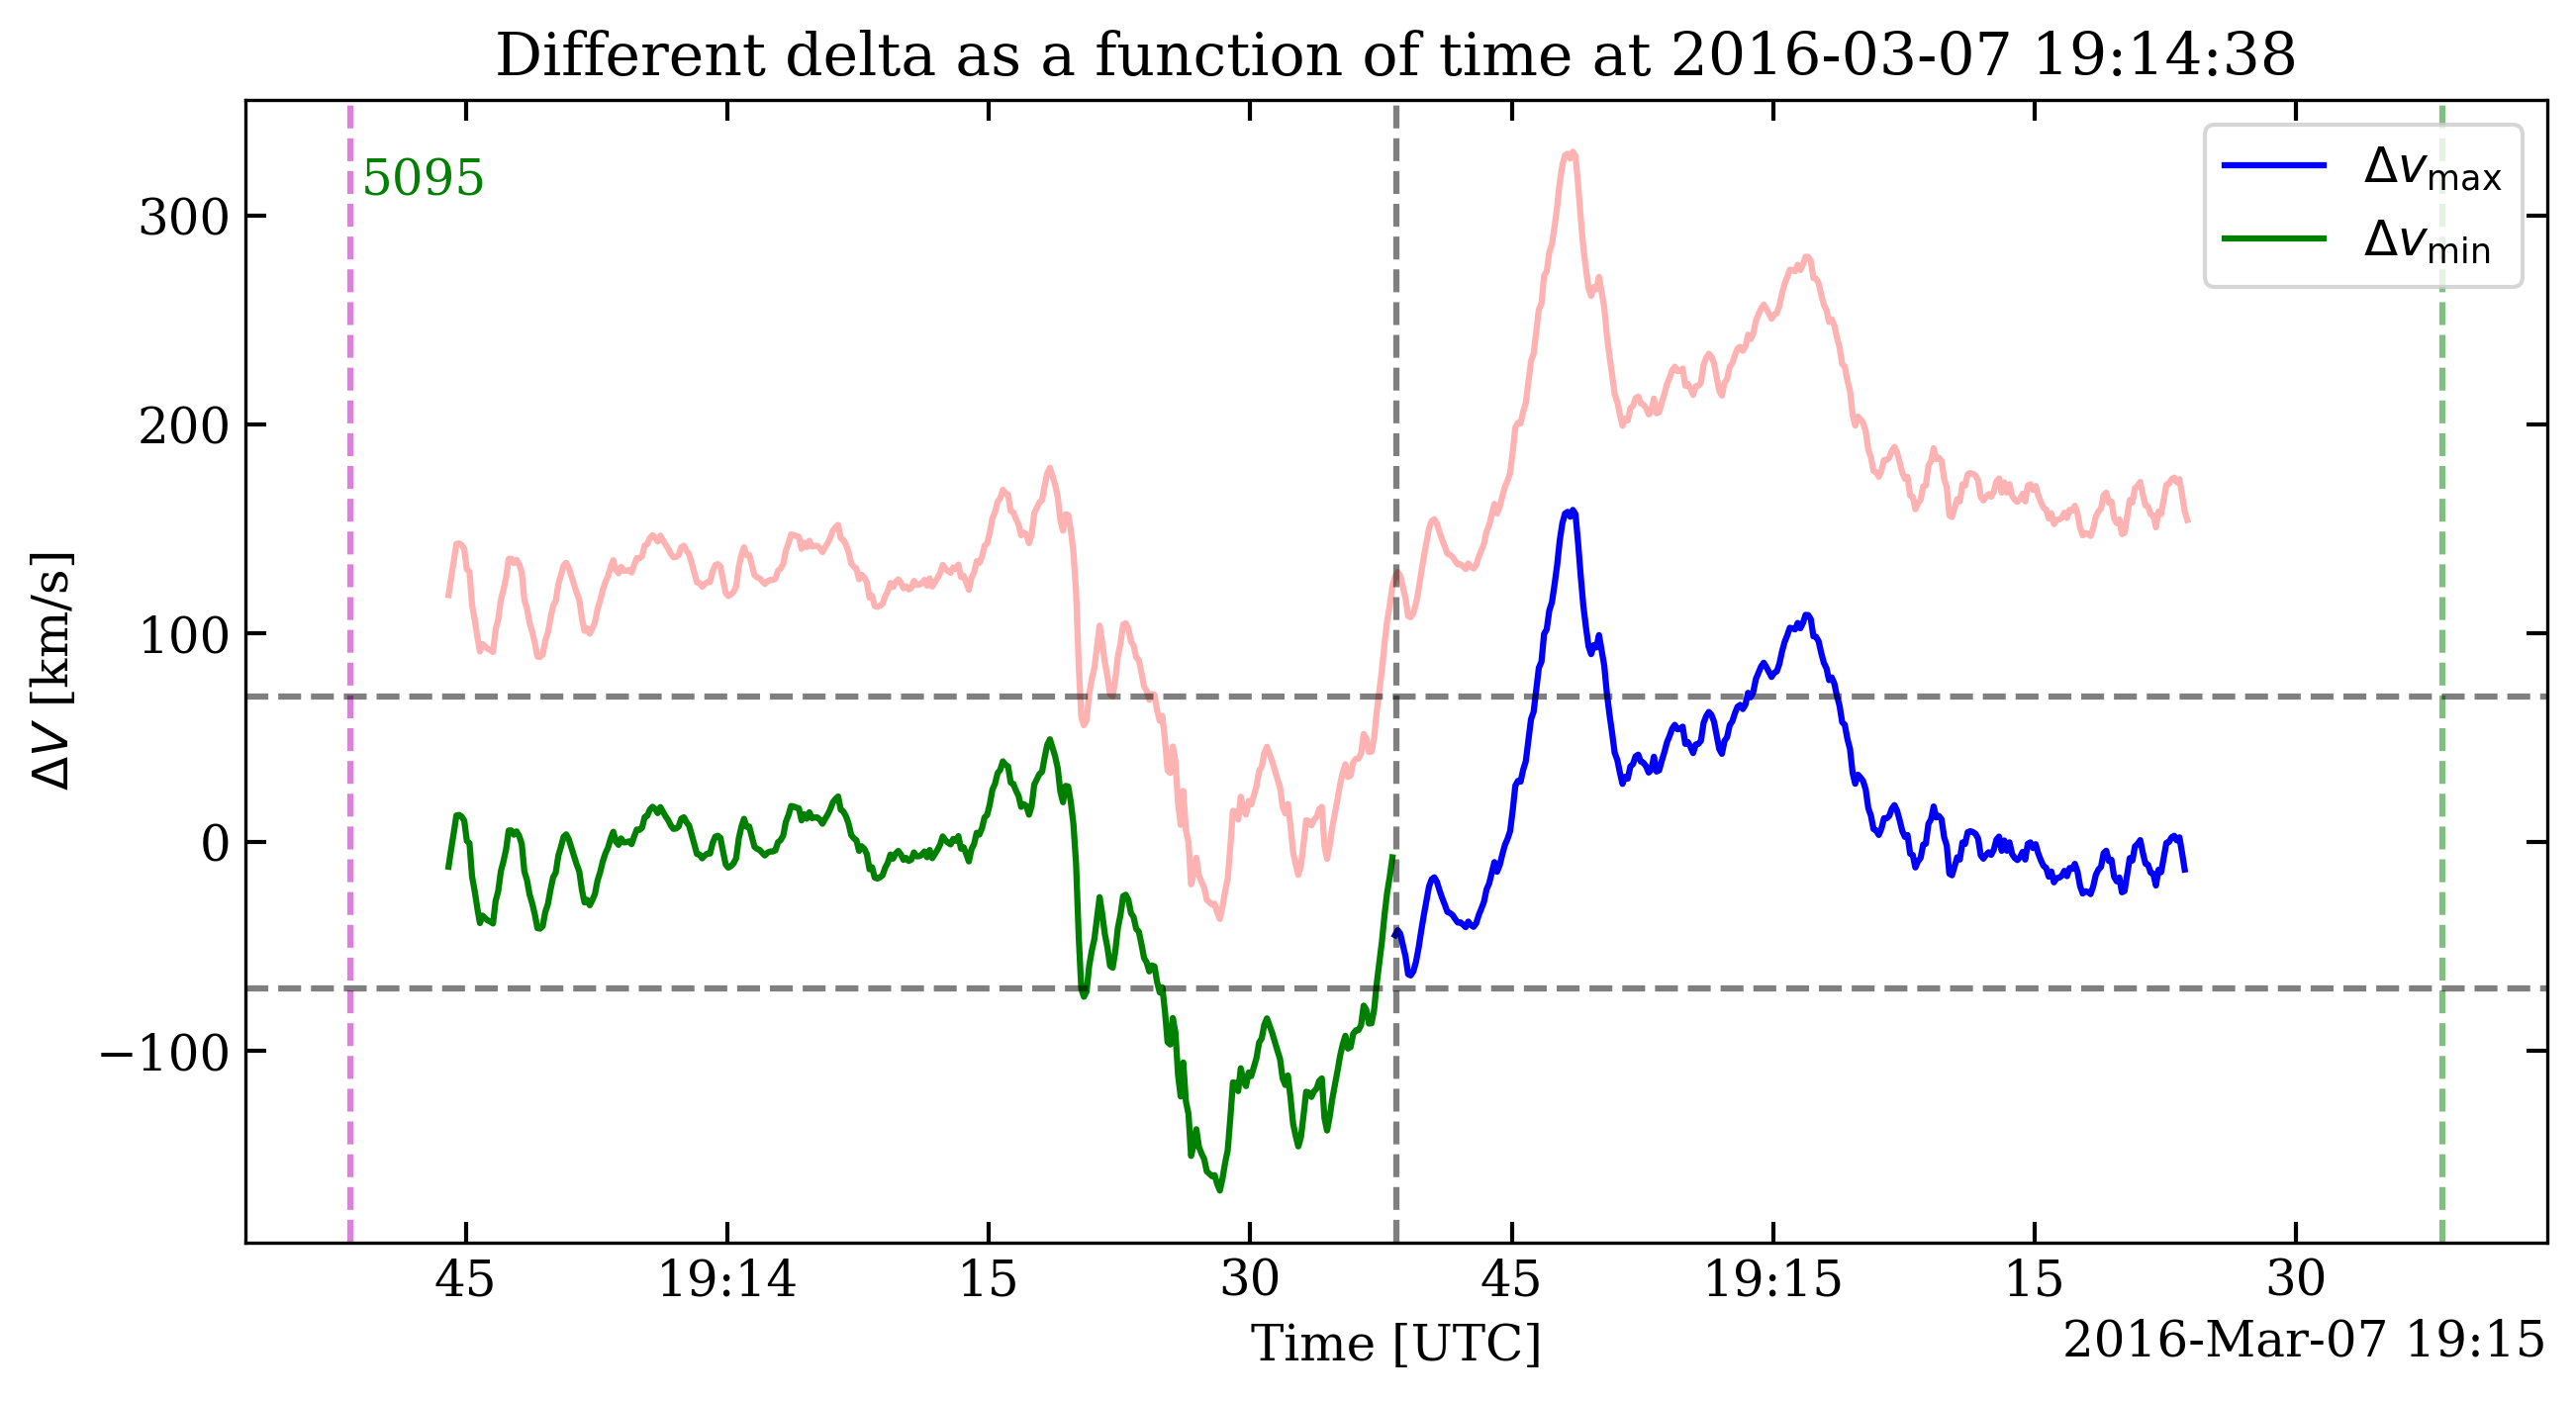 Different delta as a function of time at 2016-03-07 19:14:38
5095
Δv_max
Δv_min
300
200
100
0
−100
ΔV [km/s]
45 19:14 15 30 45 19:15 15 30
Time [UTC]
2016-Mar-07 19:15